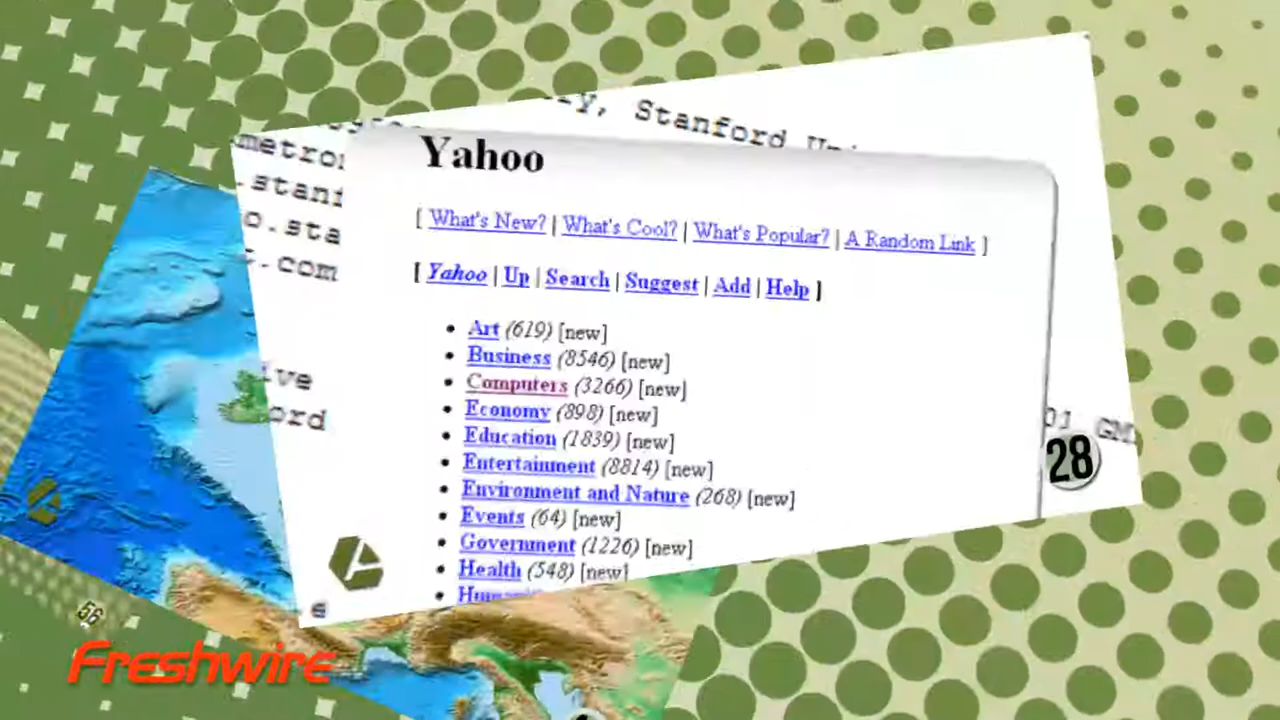 Stanford
Yahoo
[ What's New? | What's Cool? | What's Popular? | A Random Link ]
[ Yahoo | Up | Search | Suggest | Add | Help ]
• Art (619) [new]
• Business (8546) [new]
• Computers (3266) [new]
• Economy (898) [new]
• Education (1839) [new]
• Entertainment (8814) [new]
• Environment and Nature (268) [new]
• Events (64) [new]
• Government (1226) [new]
• Health (548) [new]
.com
28
56
Freshwire